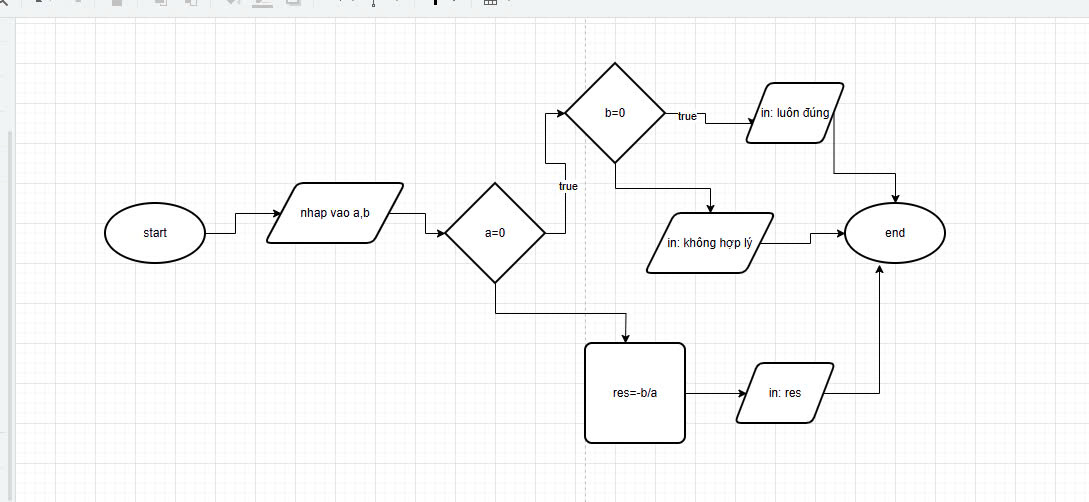 start
nhap vao a,b
a=0
true
b=0
true
in: luôn đúng
in: không hợp lý
end
res=-b/a
in: res